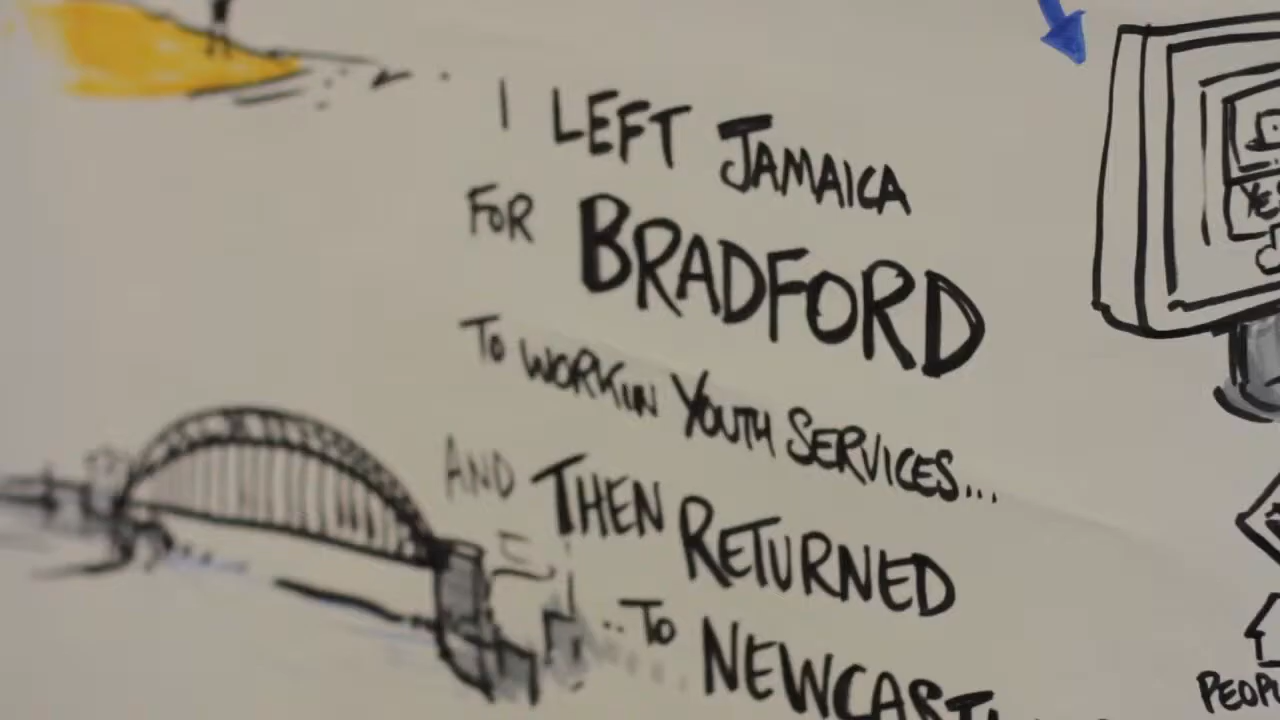 I LEFT JAMAICA
FOR BRADFORD
TO WORK IN YOUTH SERVICES...
AND THEN RETURNED
..TO